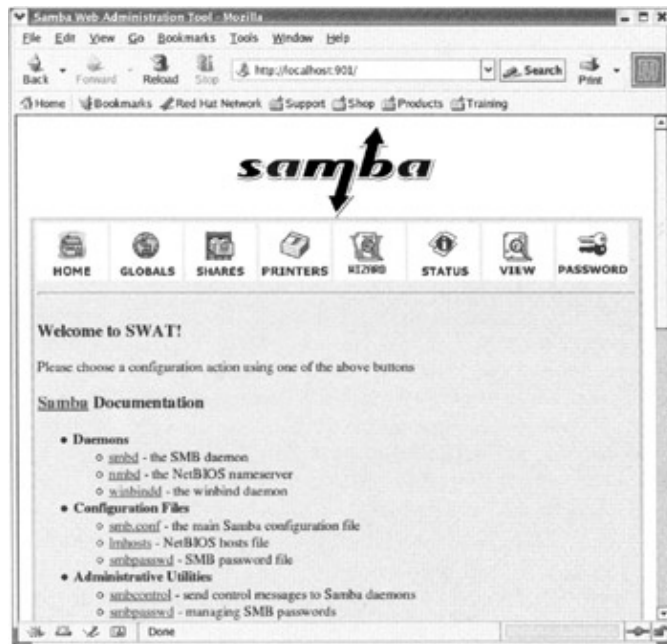 Samba Web Administration Tool - Mozilla
File Edit View Go Bookmarks Tools Window Help
Back Forward Reload Stop http://localhost:901/ Search Print
Home Bookmarks Red Hat Network Support Shop Products Training
samba
HOME GLOBALS SHARES PRINTERS WIZARD STATUS VIEW PASSWORD
Welcome to SWAT!
Please choose a configuration action using one of the above buttons
Samba Documentation
• Daemons
○ smbd - the SMB daemon
○ nmbd - the NetBIOS nameserver
○ winbindd - the winbind daemon
• Configuration Files
○ smb.conf - the main Samba configuration file
○ lmhosts - NetBIOS hosts file
○ smbpasswd - SMB password file
• Administrative Utilities
○ smbcontrol - send control messages to Samba daemons
○ smbpasswd - managing SMB passwords
Done